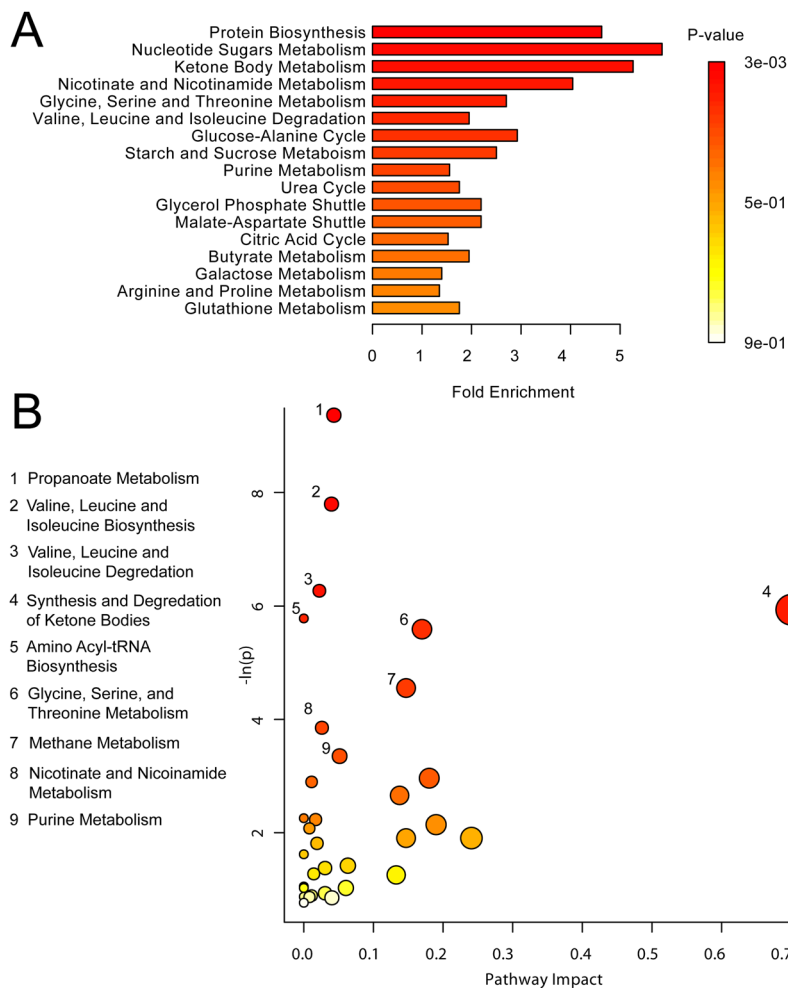 A
Protein Biosynthesis
Nucleotide Sugars Metabolism
Ketone Body Metabolism
Nicotinate and Nicotinamide Metabolism
Glycine, Serine and Threonine Metabolism
Valine, Leucine and Isoleucine Degradation
Glucose-Alanine Cycle
Starch and Sucrose Metaboism
Purine Metabolism
Urea Cycle
Glycerol Phosphate Shuttle
Malate-Aspartate Shuttle
Citric Acid Cycle
Butyrate Metabolism
Galactose Metabolism
Arginine and Proline Metabolism
Glutathione Metabolism
0 1 2 3 4 5
Fold Enrichment
P-value
3e-03
5e-01
9e-01
B
1 Propanoate Metabolism
2 Valine, Leucine and
Isoleucine Biosynthesis
3 Valine, Leucine and
Isoleucine Degredation
4 Synthesis and Degredation
of Ketone Bodies
5 Amino Acyl-tRNA
Biosynthesis
6 Glycine, Serine, and
Threonine Metabolism
7 Methane Metabolism
8 Nicotinate and Nicoinamide
Metabolism
9 Purine Metabolism
-ln(p)
8
6
4
2
1
2
3
4
5
6
7
8
9
0.0 0.1 0.2 0.3 0.4 0.5 0.6 0.7
Pathway Impact